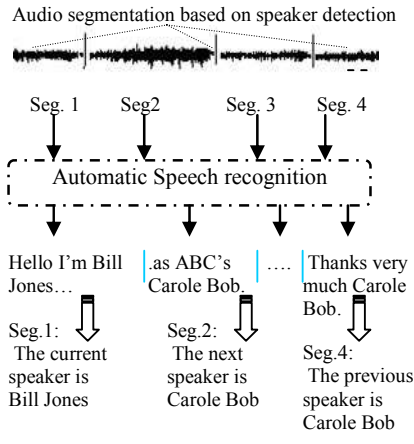 Audio segmentation based on speaker detection
Seg. 1
Seg2
Seg. 3
Seg. 4
Automatic Speech recognition
Hello I'm Bill
Jones…
.as ABC's
Carole Bob.
….
Thanks very
much Carole
Bob.
Seg.1:
The current
speaker is
Bill Jones
Seg.2:
The next
speaker is
Carole Bob
Seg.4:
The previous
speaker is
Carole Bob